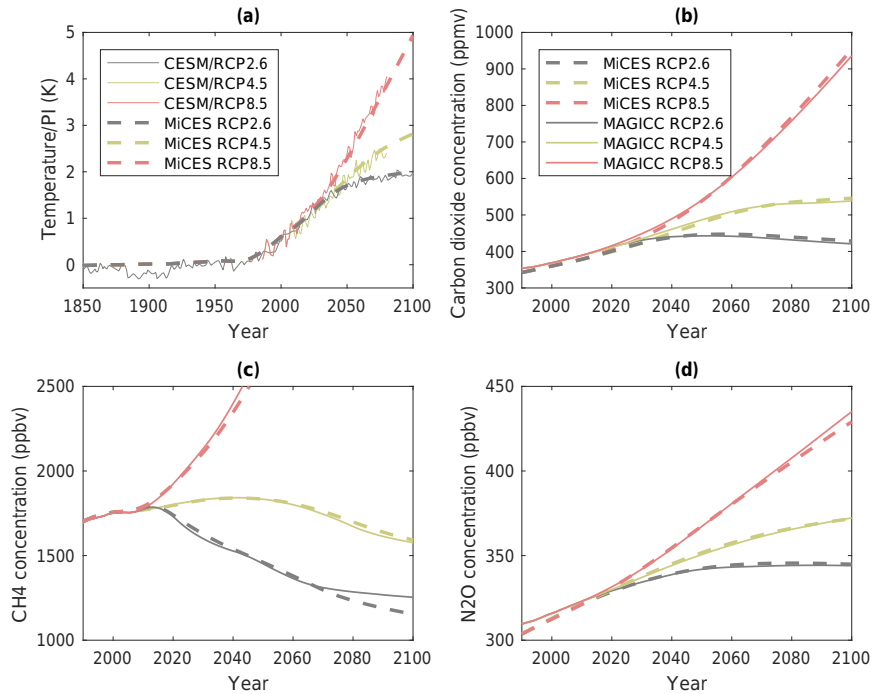 (a)
Temperature/PI (K)
5
4
3
2
1
0
CESM/RCP2.6
CESM/RCP4.5
CESM/RCP8.5
MiCES RCP2.6
MiCES RCP4.5
MiCES RCP8.5
1850 1900 1950 2000 2050 2100
Year
(b)
Carbon dioxide concentration (ppmv)
1000
900
800
700
600
500
400
300
MiCES RCP2.6
MiCES RCP4.5
MiCES RCP8.5
MAGICC RCP2.6
MAGICC RCP4.5
MAGICC RCP8.5
2000 2020 2040 2060 2080 2100
Year
(c)
CH4 concentration (ppbv)
2500
2000
1500
1000
2000 2020 2040 2060 2080 2100
Year
(d)
N2O concentration (ppbv)
450
400
350
300
2000 2020 2040 2060 2080 2100
Year